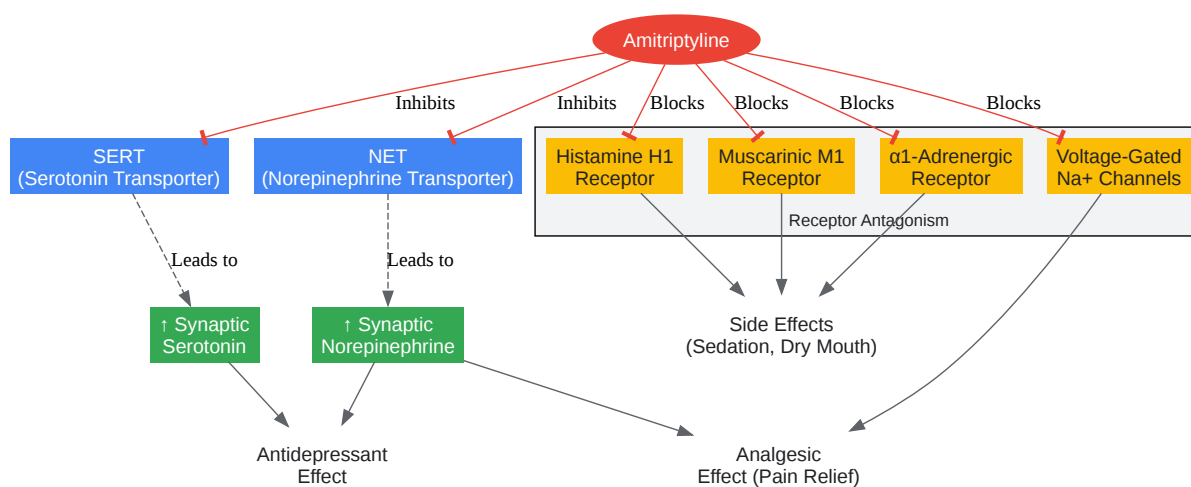 Amitriptyline
Inhibits
Inhibits
Blocks
Blocks
Blocks
Blocks
SERT
(Serotonin Transporter)
NET
(Norepinephrine Transporter)
Histamine H1
Receptor
Muscarinic M1
Receptor
α1-Adrenergic
Receptor
Voltage-Gated
Na+ Channels
Receptor Antagonism
Leads to
Leads to
↑ Synaptic
Serotonin
↑ Synaptic
Norepinephrine
Side Effects
(Sedation, Dry Mouth)
Antidepressant
Effect
Analgesic
Effect (Pain Relief)